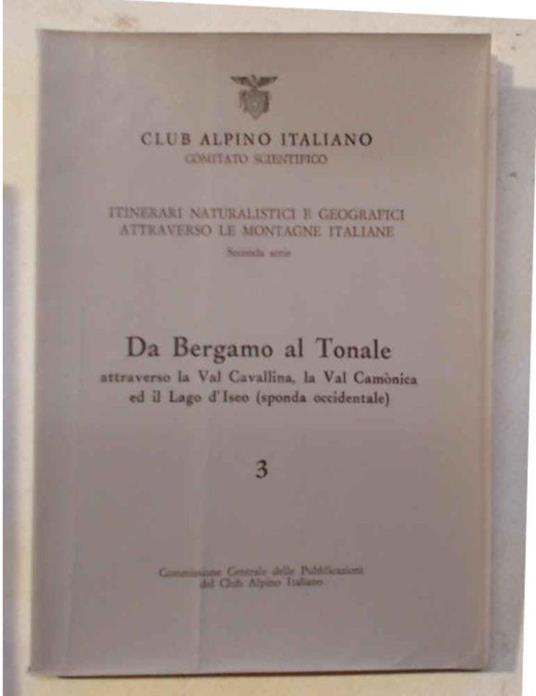 CLUB ALPINO ITALIANO
COMITATO SCIENTIFICO
ITINERARI NATURALISTICI E GEOGRAFICI
ATTRAVERSO LE MONTAGNE ITALIANE
Seconda serie
Da Bergamo al Tonale
attraverso la Val Cavallina, la Val Camònica
ed il Lago d'Iseo (sponda occidentale)
3
Commissione Centrale delle Pubblicazioni
del Club Alpino Italiano